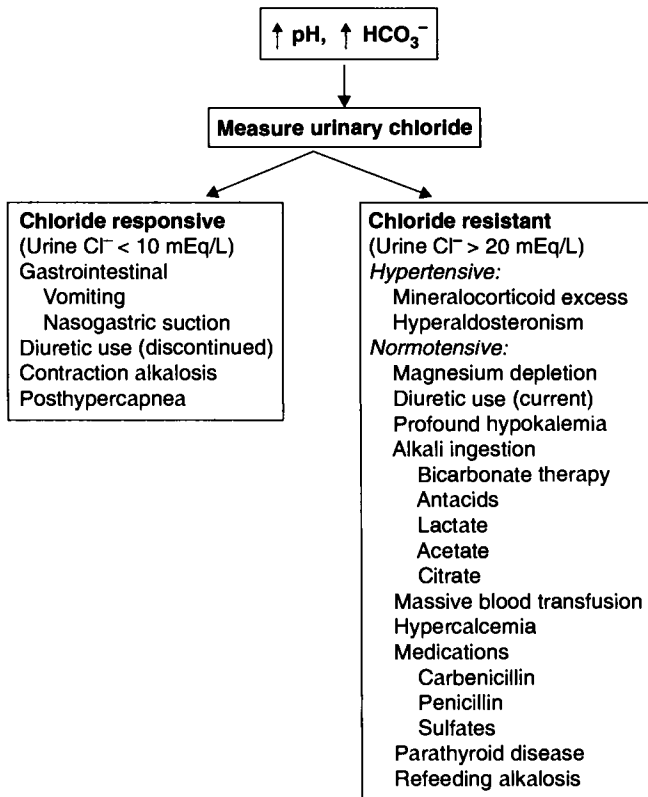 ↑ pH, ↑ HCO₃⁻
Measure urinary chloride
Chloride responsive
(Urine Cl⁻ < 10 mEq/L)
Gastrointestinal
Vomiting
Nasogastric suction
Diuretic use (discontinued)
Contraction alkalosis
Posthypercapnea
Chloride resistant
(Urine Cl⁻ > 20 mEq/L)
Hypertensive:
Mineralocorticoid excess
Hyperaldosteronism
Normotensive:
Magnesium depletion
Diuretic use (current)
Profound hypokalemia
Alkali ingestion
Bicarbonate therapy
Antacids
Lactate
Acetate
Citrate
Massive blood transfusion
Hypercalcemia
Medications
Carbenicillin
Penicillin
Sulfates
Parathyroid disease
Refeeding alkalosis